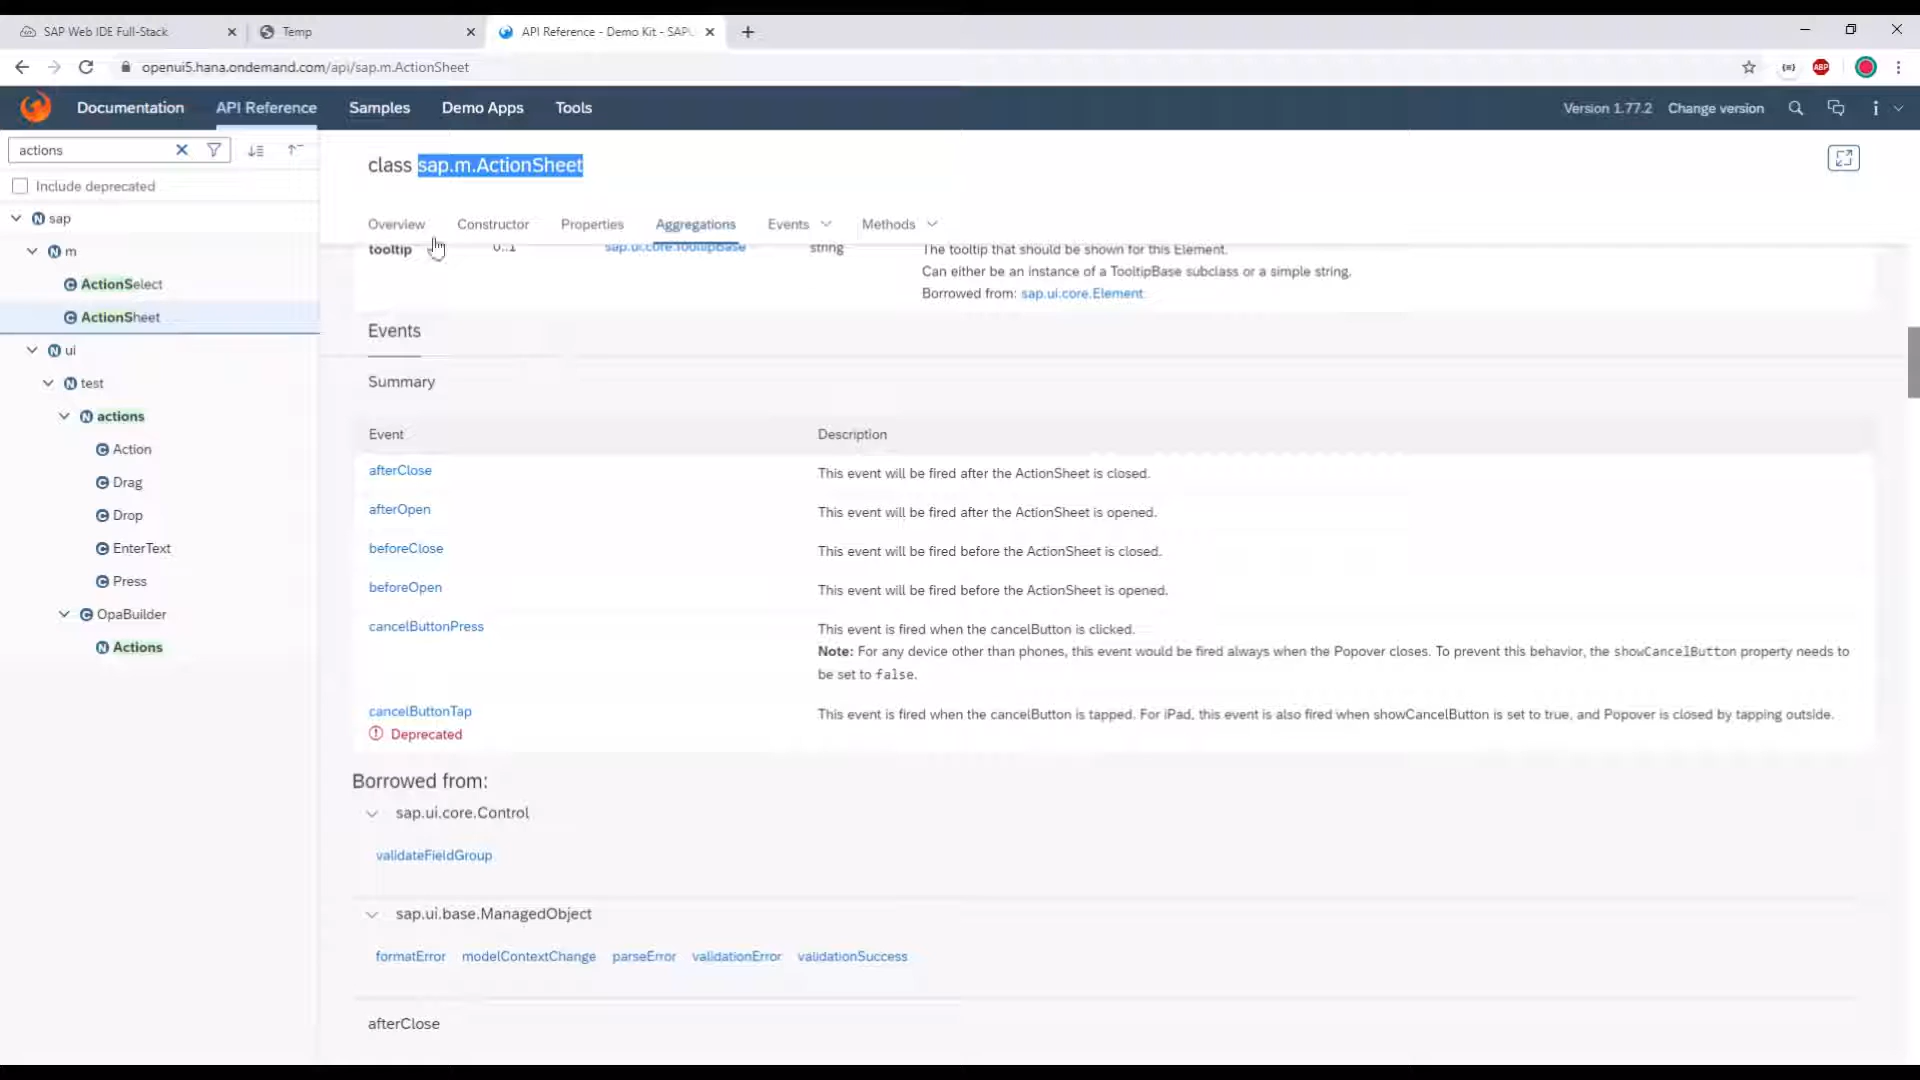 SAP Web IDE Full-Stack
Temp
API Reference - Demo Kit - SAPU
openui5.hana.ondemand.com/api/sap.m.ActionSheet
ABP
Documentation
API Reference
Samples
Demo Apps
Tools
Version 1.77.2
Change version
actions
Include deprecated
sap
m
ActionSelect
ActionSheet
ui
test
actions
Action
Drag
Drop
EnterText
Press
OpaBuilder
Actions
class sap.m.ActionSheet
Overview
Constructor
Properties
Aggregations
Events
Methods
tooltip 0..1 sap.ui.core.TooltipBase string The tooltip that should be shown for this Element.
Can either be an instance of a TooltipBase subclass or a simple string.
Borrowed from: sap.ui.core.Element.
Events
Summary
Event Description
afterClose This event will be fired after the ActionSheet is closed.
afterOpen This event will be fired after the ActionSheet is opened.
beforeClose This event will be fired before the ActionSheet is closed.
beforeOpen This event will be fired before the ActionSheet is opened.
cancelButtonPress This event is fired when the cancelButton is clicked.
Note: For any device other than phones, this event would be fired always when the Popover closes. To prevent this behavior, the showCancelButton property needs to
be set to false.
cancelButtonTap This event is fired when the cancelButton is tapped. For iPad, this event is also fired when showCancelButton is set to true, and Popover is closed by tapping outside.
Deprecated
Borrowed from:
sap.ui.core.Control
validateFieldGroup
sap.ui.base.ManagedObject
formatError modelContextChange parseError validationError validationSuccess
afterClose